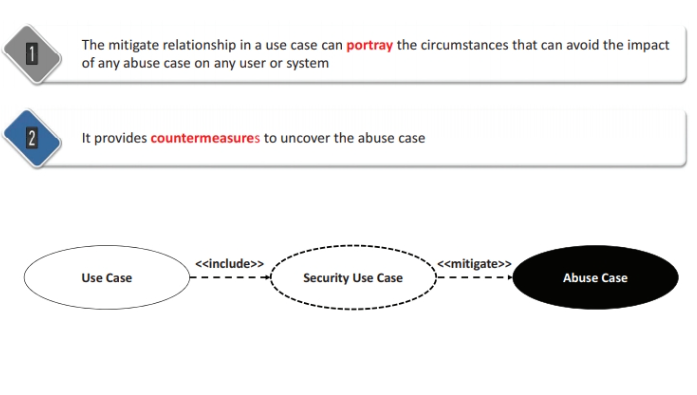 1
The mitigate relationship in a use case can portray the circumstances that can avoid the impact
of any abuse case on any user or system
2
It provides countermeasures to uncover the abuse case
<<include>>
<<mitigate>>
Use Case
Security Use Case
Abuse Case